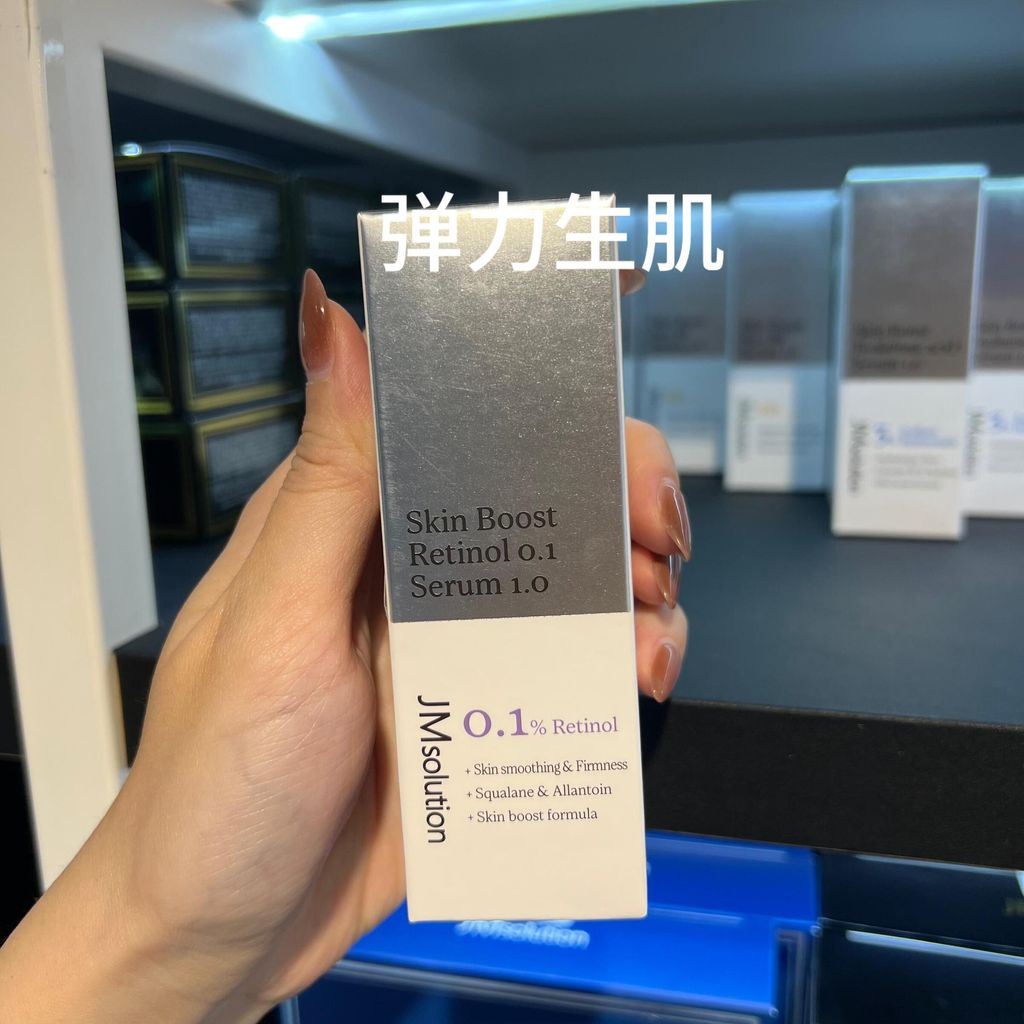 弹力生肌
Skin Boost
Retinol 0.1
Serum 1.0
JMsolution
0.1% Retinol
+ Skin smoothing & Firmness
+ Squalane & Allantoin
+ Skin boost formula
JMsolution